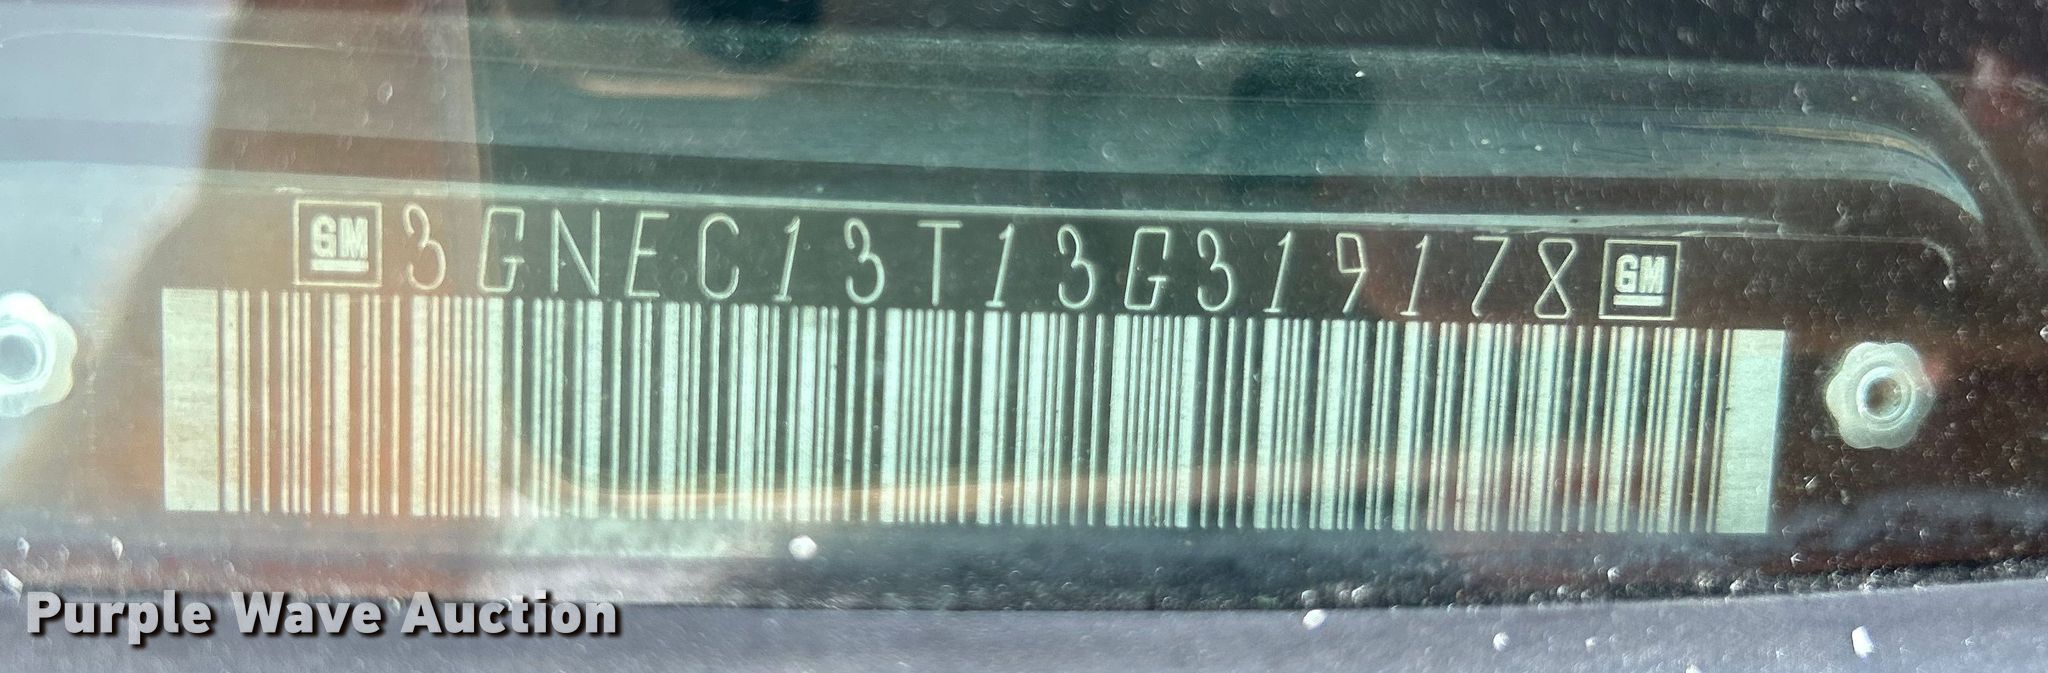 GM 3GNEC13T13G319178 GM
Purple Wave Auction